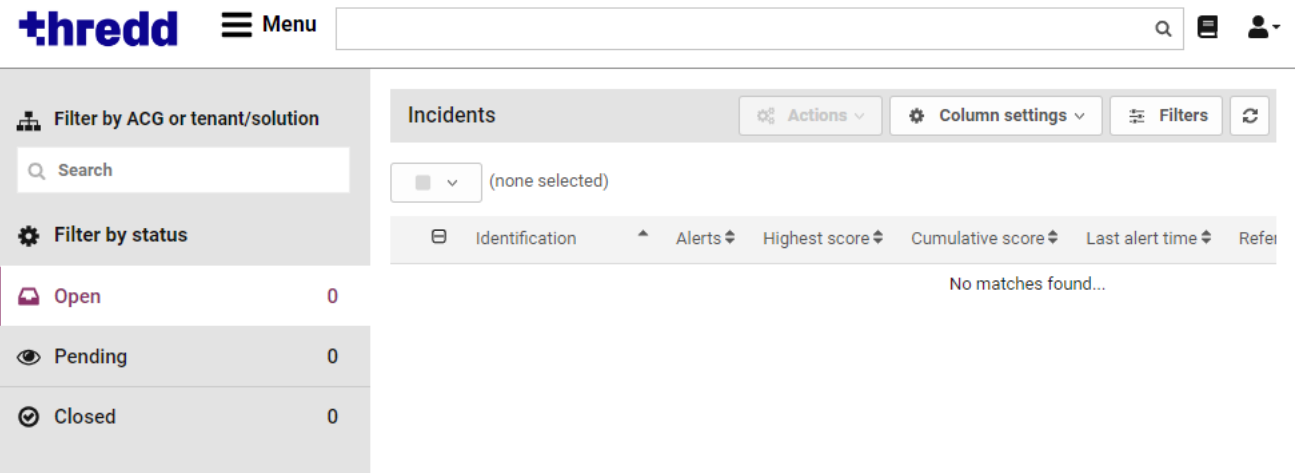 thredd Menu
Filter by ACG or tenant/solution
Search
Filter by status
Open 0
Pending 0
Closed 0
Incidents Actions Column settings Filters
(none selected)
Identification Alerts Highest score Cumulative score Last alert time Refer
No matches found...